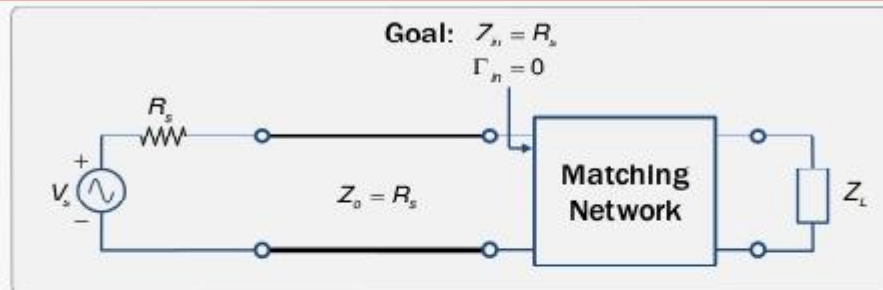 Goal: Z_in = R_s
Γ_in = 0
R_s
+
V_s
−
Z_o = R_s
Matching
Network
Z_L